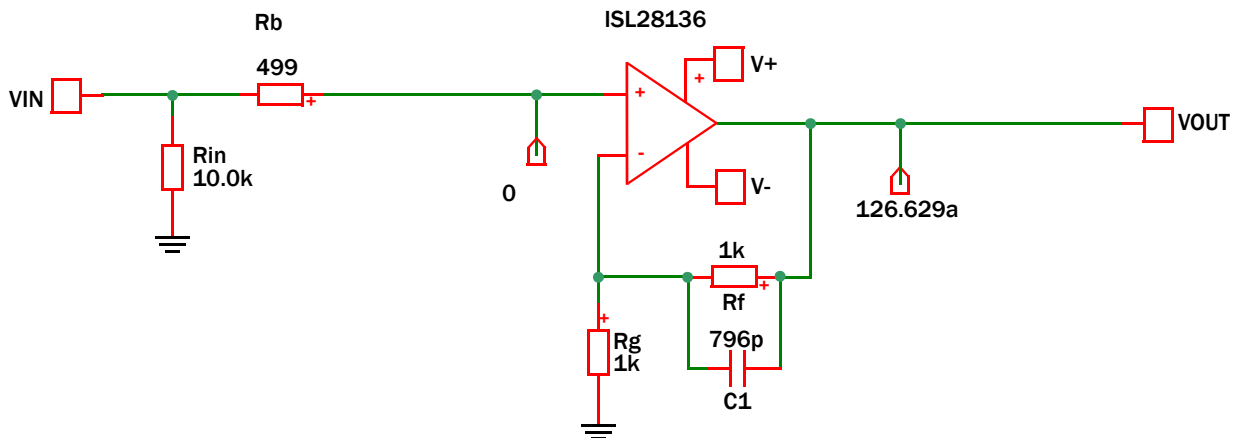 Rb
ISL28136
499
VIN
+
+
+
-
V+
VOUT
Rin
10.0k
0
V-
126.629a
1k
+
Rf
+
Rg
1k
796p
C1